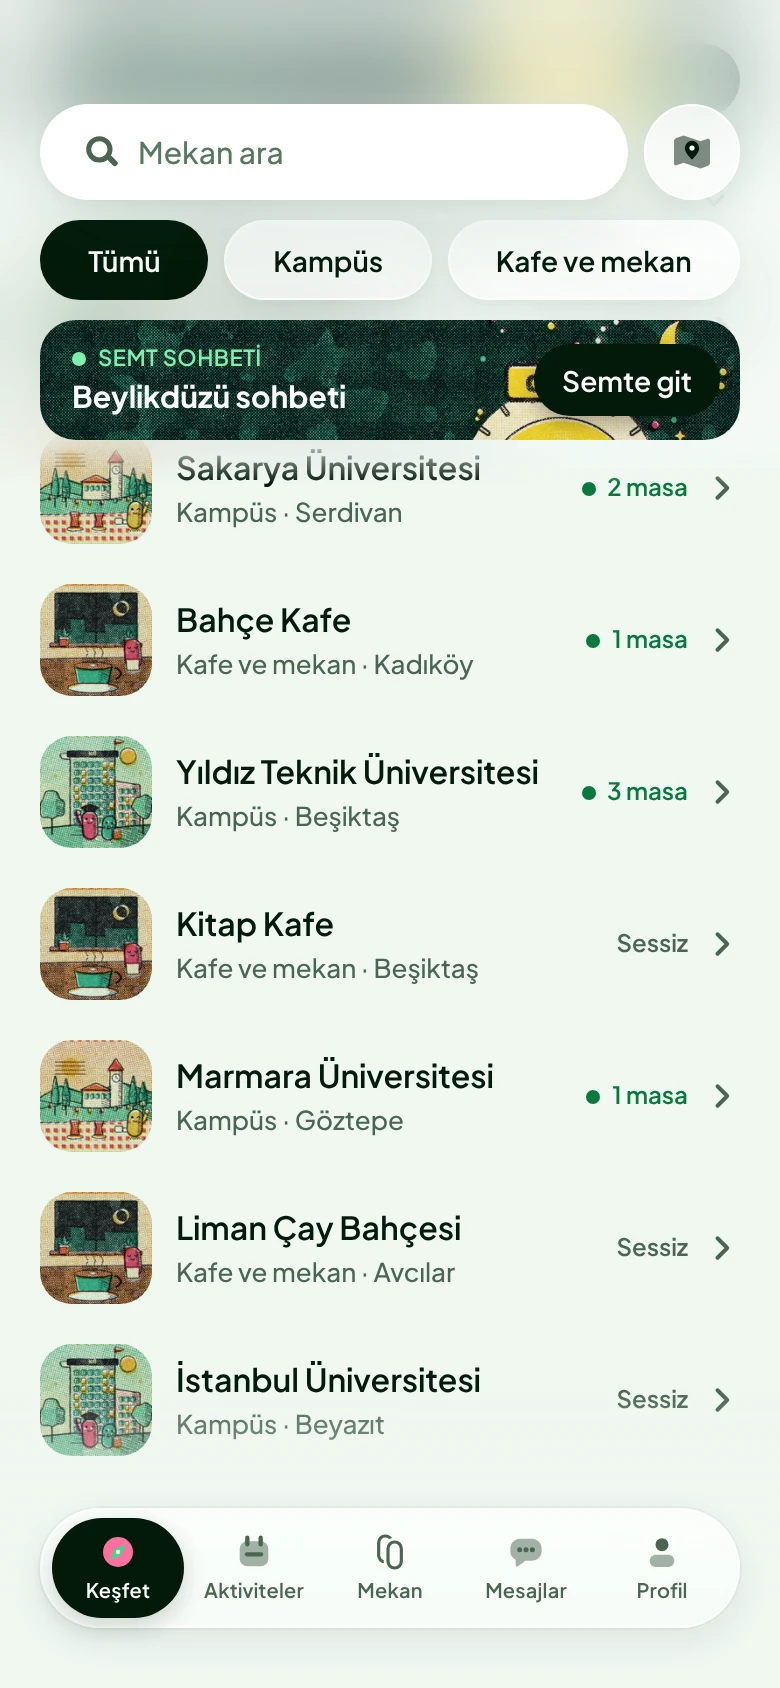 Mekan ara
Tümü
Kampüs
Kafe ve mekan
SEMT SOHBETİ
Beylikdüzü sohbeti
Semte git
Sakarya Üniversitesi
Kampüs · Serdivan
2 masa
Bahçe Kafe
Kafe ve mekan · Kadıköy
1 masa
Yıldız Teknik Üniversitesi
Kampüs · Beşiktaş
3 masa
Kitap Kafe
Kafe ve mekan · Beşiktaş
Sessiz
Marmara Üniversitesi
Kampüs · Göztepe
1 masa
Liman Çay Bahçesi
Kafe ve mekan · Avcılar
Sessiz
İstanbul Üniversitesi
Kampüs · Beyazıt
Sessiz
Keşfet
Aktiviteler
Mekan
Mesajlar
Profil